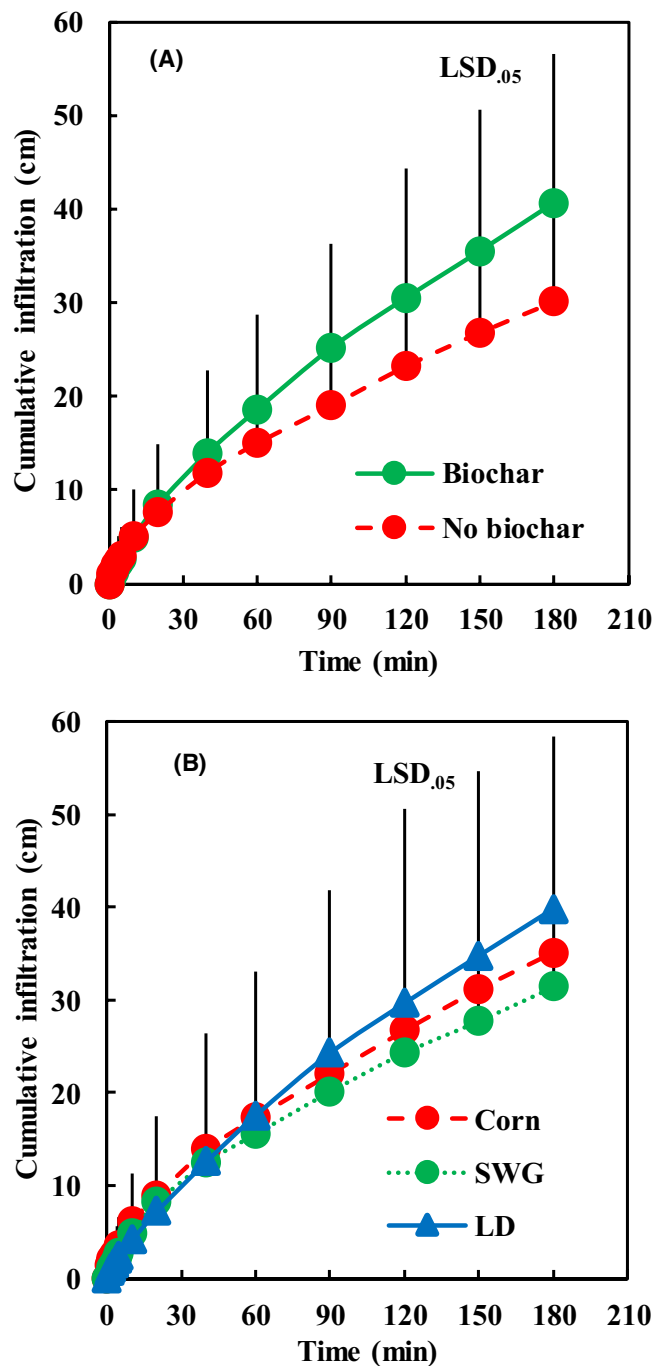 60
(A)
LSD.05
50
40
30
20
10
0
Cumulative infiltration (cm)
Biochar
No biochar
0 30 60 90 120 150 180 210
Time (min)
60
(B)
LSD.05
50
40
30
20
10
0
Cumulative infiltration (cm)
Corn
SWG
LD
0 30 60 90 120 150 180 210
Time (min)